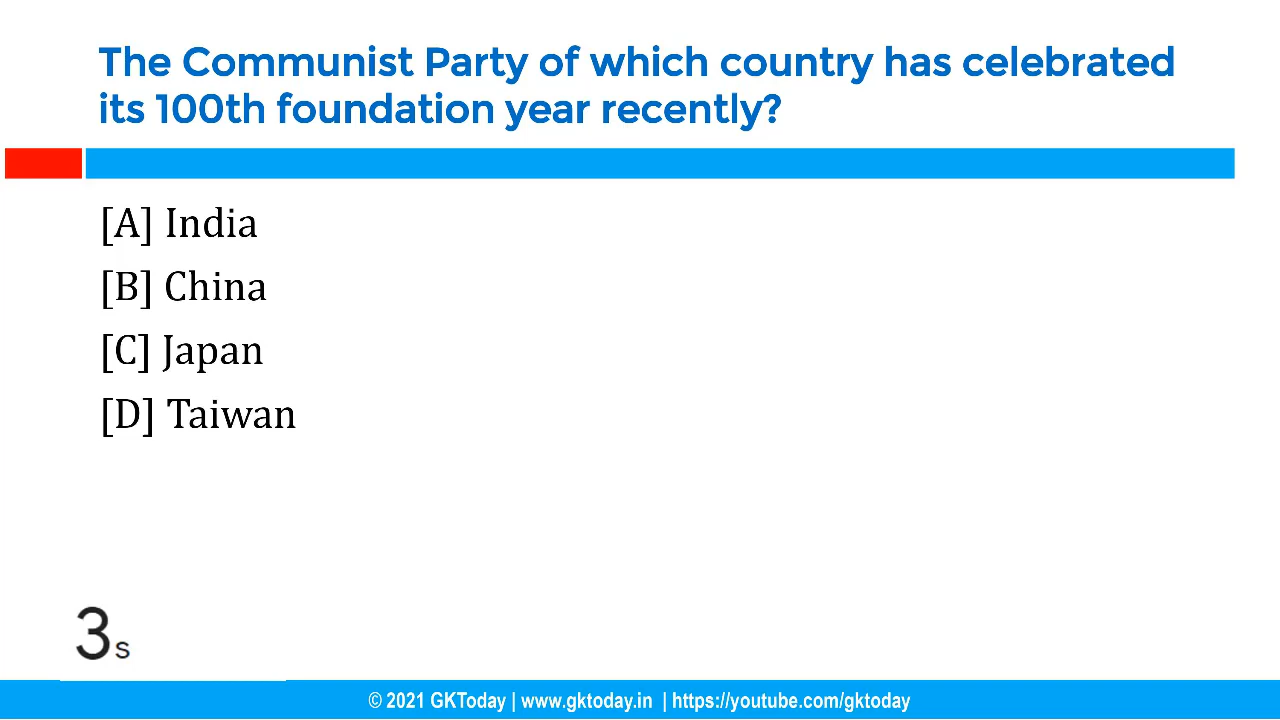 The Communist Party of which country has celebrated
its 100th foundation year recently?
[A] India
[B] China
[C] Japan
[D] Taiwan
3s
© 2021 GKToday | www.gktoday.in | https://youtube.com/gktoday